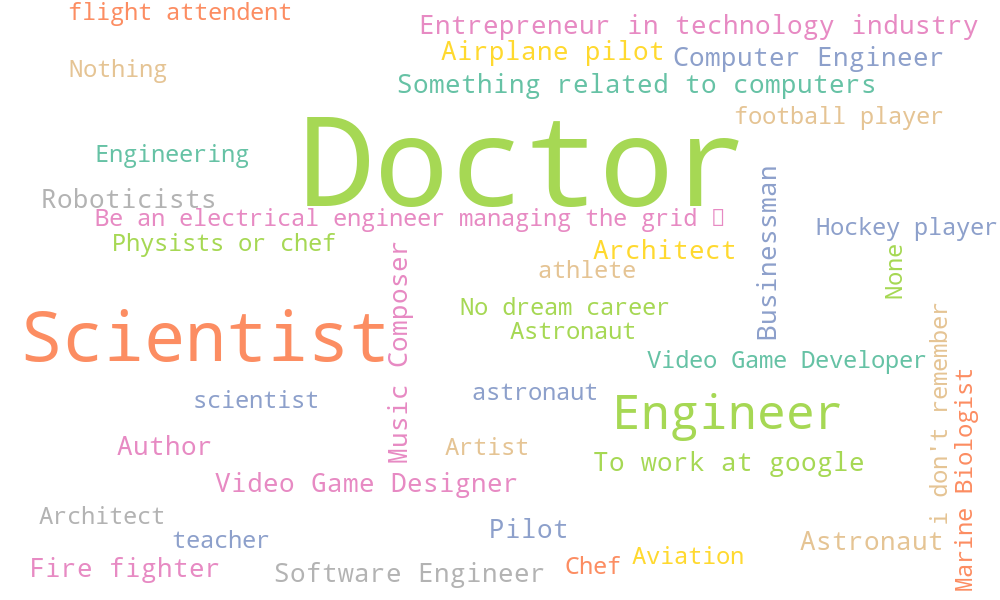 flight attendent
Entrepreneur in technology industry
Airplane pilot
Computer Engineer
Nothing
Something related to computers
football player
Doctor
Engineering
Roboticists
Be an electrical engineer managing the grid
Hockey player
Physists or chef
Architect
Businessman
None
athlete
Music Composer
No dream career
Astronaut
Scientist
Video Game Developer
i don't remember
scientist
astronaut
Engineer
Marine Biologist
Author
Artist
To work at google
Video Game Designer
Architect
Pilot
teacher
Astronaut
Aviation
Fire fighter
Software Engineer
Chef